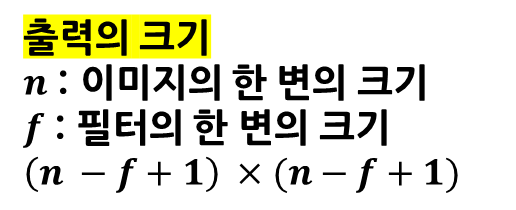 출력의 크기
n : 이미지의 한 변의 크기
f : 필터의 한 변의 크기
(n − f + 1) × (n − f + 1)